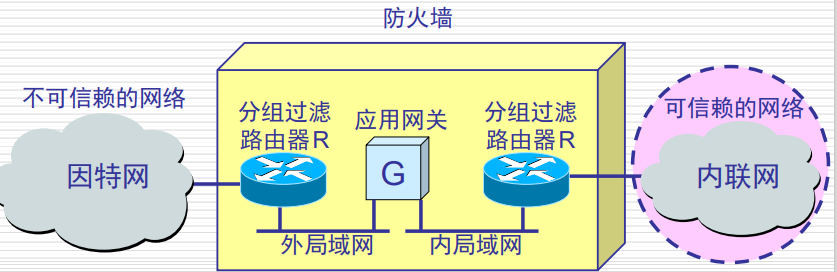 防火墙
不可信赖的网络
分组过滤
路由器R
应用网关
分组过滤
路由器R
可信赖的网络
因特网
G
内联网
外局域网
内局域网